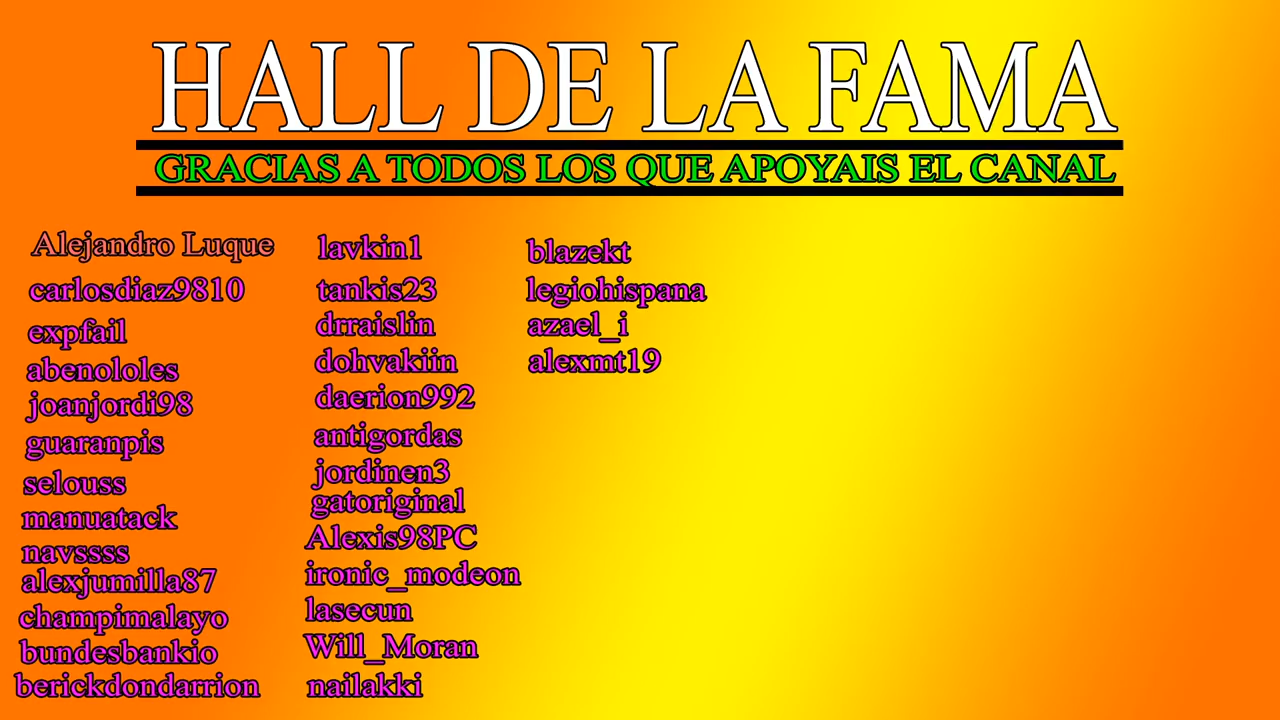 HALL DE LA FAMA
GRACIAS A TODOS LOS QUE APOYAIS EL CANAL
Alejandro Luque
carlosdiaz9810
expfail
abenololes
joanjordi98
guaranpis
selouss
manuatack
navssss
alexjumilla87
champimalayo
bundesbankio
berickdondarrion
lavkin1
tankis23
drraislin
dohvakiin
daerion992
antigordas
jordinen3
gatoriginal
Alexis98PC
ironic_modeon
lasecun
Will_Moran
nailakki
blazekt
legiohispana
azael_i
alexmt19